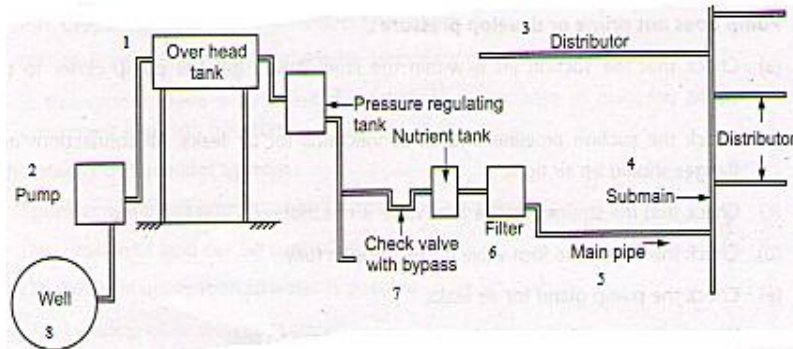 1
Over head
tank
3
Distributor
Pressure regulating
tank
Nutrient tank
2
Pump
4
Submain
Distributor
Check valve
with bypass
7
Filter
6
Main pipe
5
Well
8